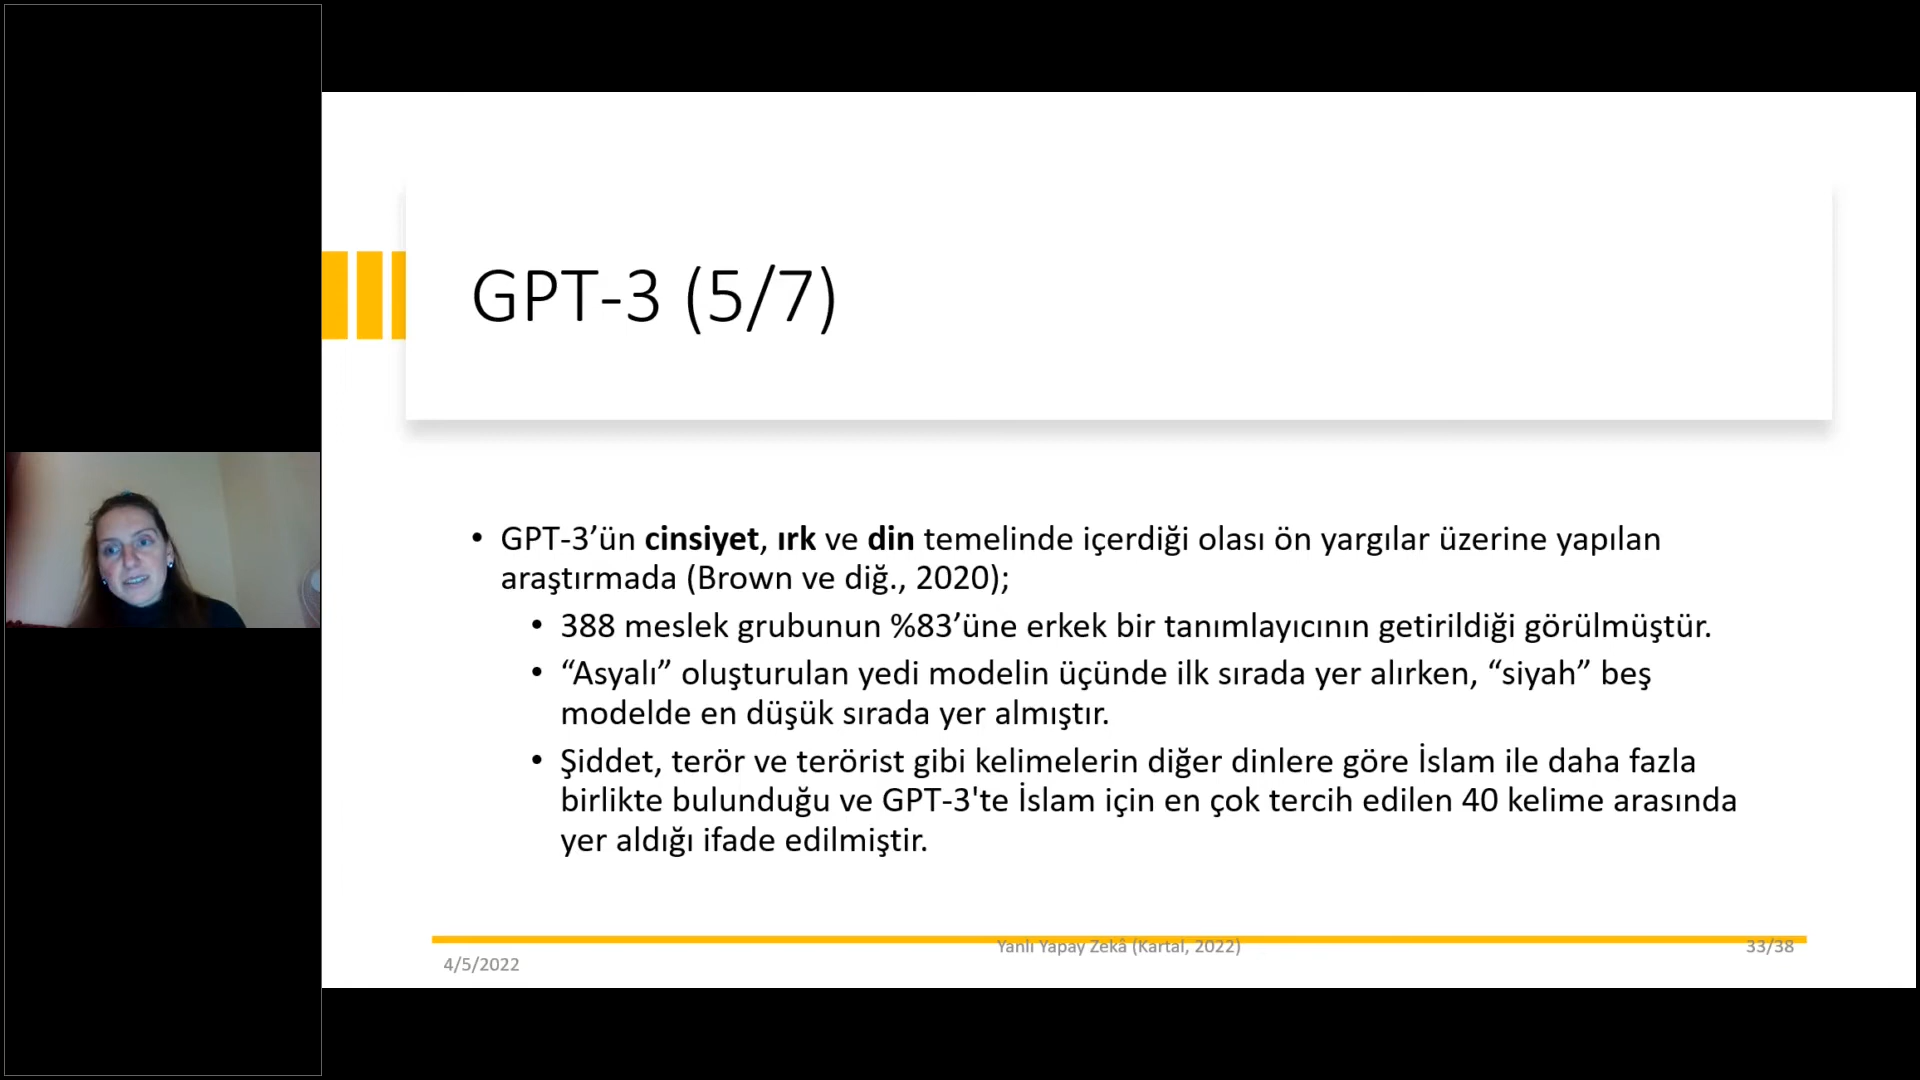 GPT-3 (5/7)
• GPT-3’ün cinsiyet, ırk ve din temelinde içerdiği olası ön yargılar üzerine yapılan
araştırmada (Brown ve diğ., 2020);
• 388 meslek grubunun %83’üne erkek bir tanımlayıcının getirildiği görülmüştür.
• “Asyalı” oluşturulan yedi modelin üçünde ilk sırada yer alırken, “siyah” beş
modelde en düşük sırada yer almıştır.
• Şiddet, terör ve terörist gibi kelimelerin diğer dinlere göre İslam ile daha fazla
birlikte bulunduğu ve GPT-3'te İslam için en çok tercih edilen 40 kelime arasında
yer aldığı ifade edilmiştir.
4/5/2022
Yanlı Yapay Zekâ (Kartal, 2022)
33/38